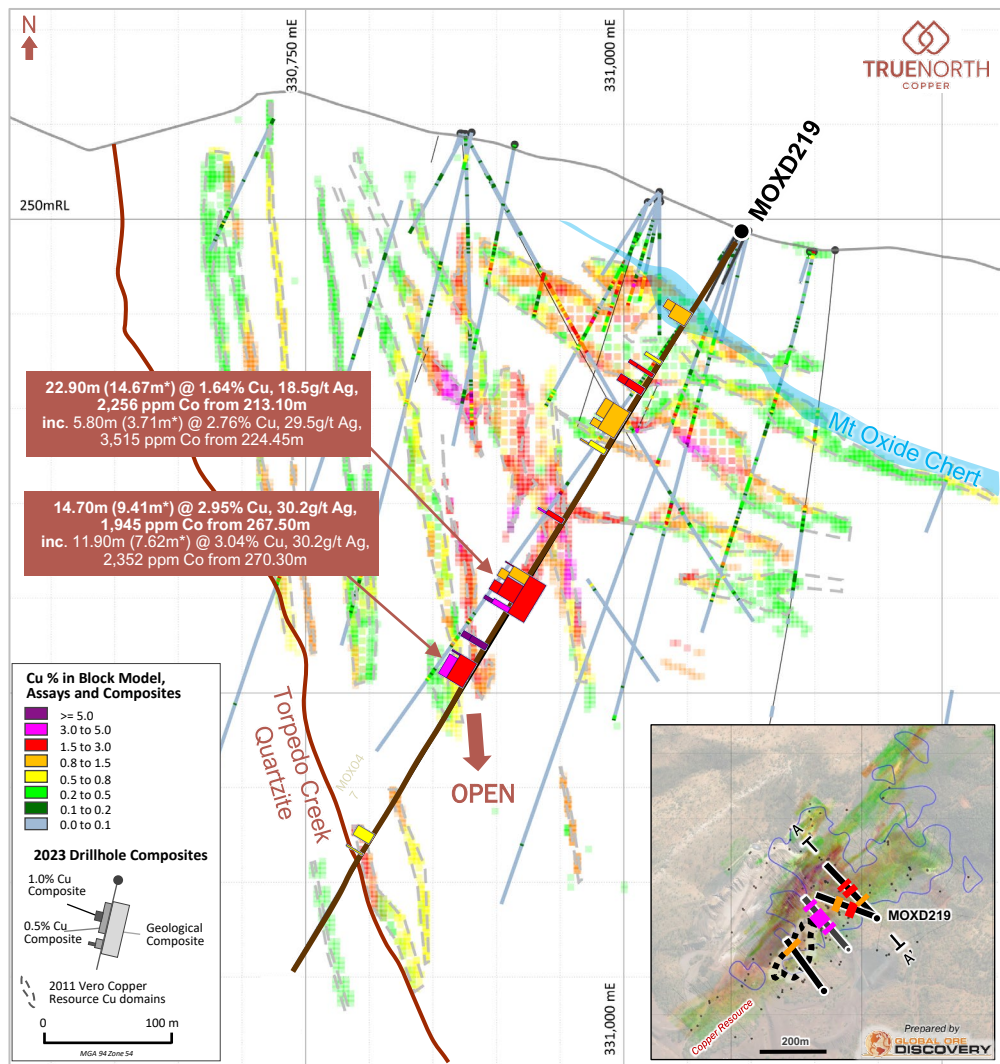 N
330,750 mE
331,000 mE
TRUENORTH
COPPER
MOXD219
250mRL
Mt Oxide Chert
22.90m (14.67m*) @ 1.64% Cu, 18.5g/t Ag,
2,256 ppm Co from 213.10m
inc. 5.80m (3.71m*) @ 2.76% Cu, 29.5g/t Ag,
3,515 ppm Co from 224.45m
14.70m (9.41m*) @ 2.95% Cu, 30.2g/t Ag,
1,945 ppm Co from 267.50m
inc. 11.90m (7.62m*) @ 3.04% Cu, 30.2g/t Ag,
2,352 ppm Co from 270.30m
Torpedo Creek
Quartzite
MOX04
7
OPEN
Cu % in Block Model,
Assays and Composites
>= 5.0
3.0 to 5.0
1.5 to 3.0
0.8 to 1.5
0.5 to 0.8
0.2 to 0.5
0.1 to 0.2
0.0 to 0.1
2023 Drillhole Composites
1.0% Cu
Composite
0.5% Cu
Composite
Geological
Composite
2011 Vero Copper
Resource Cu domains
0 100 m
MGA 94 Zone 54
331,000 mE
A
MOXD219
A'
Copper Resource
200m
Prepared by
GLOBAL ORE
DISCOVERY